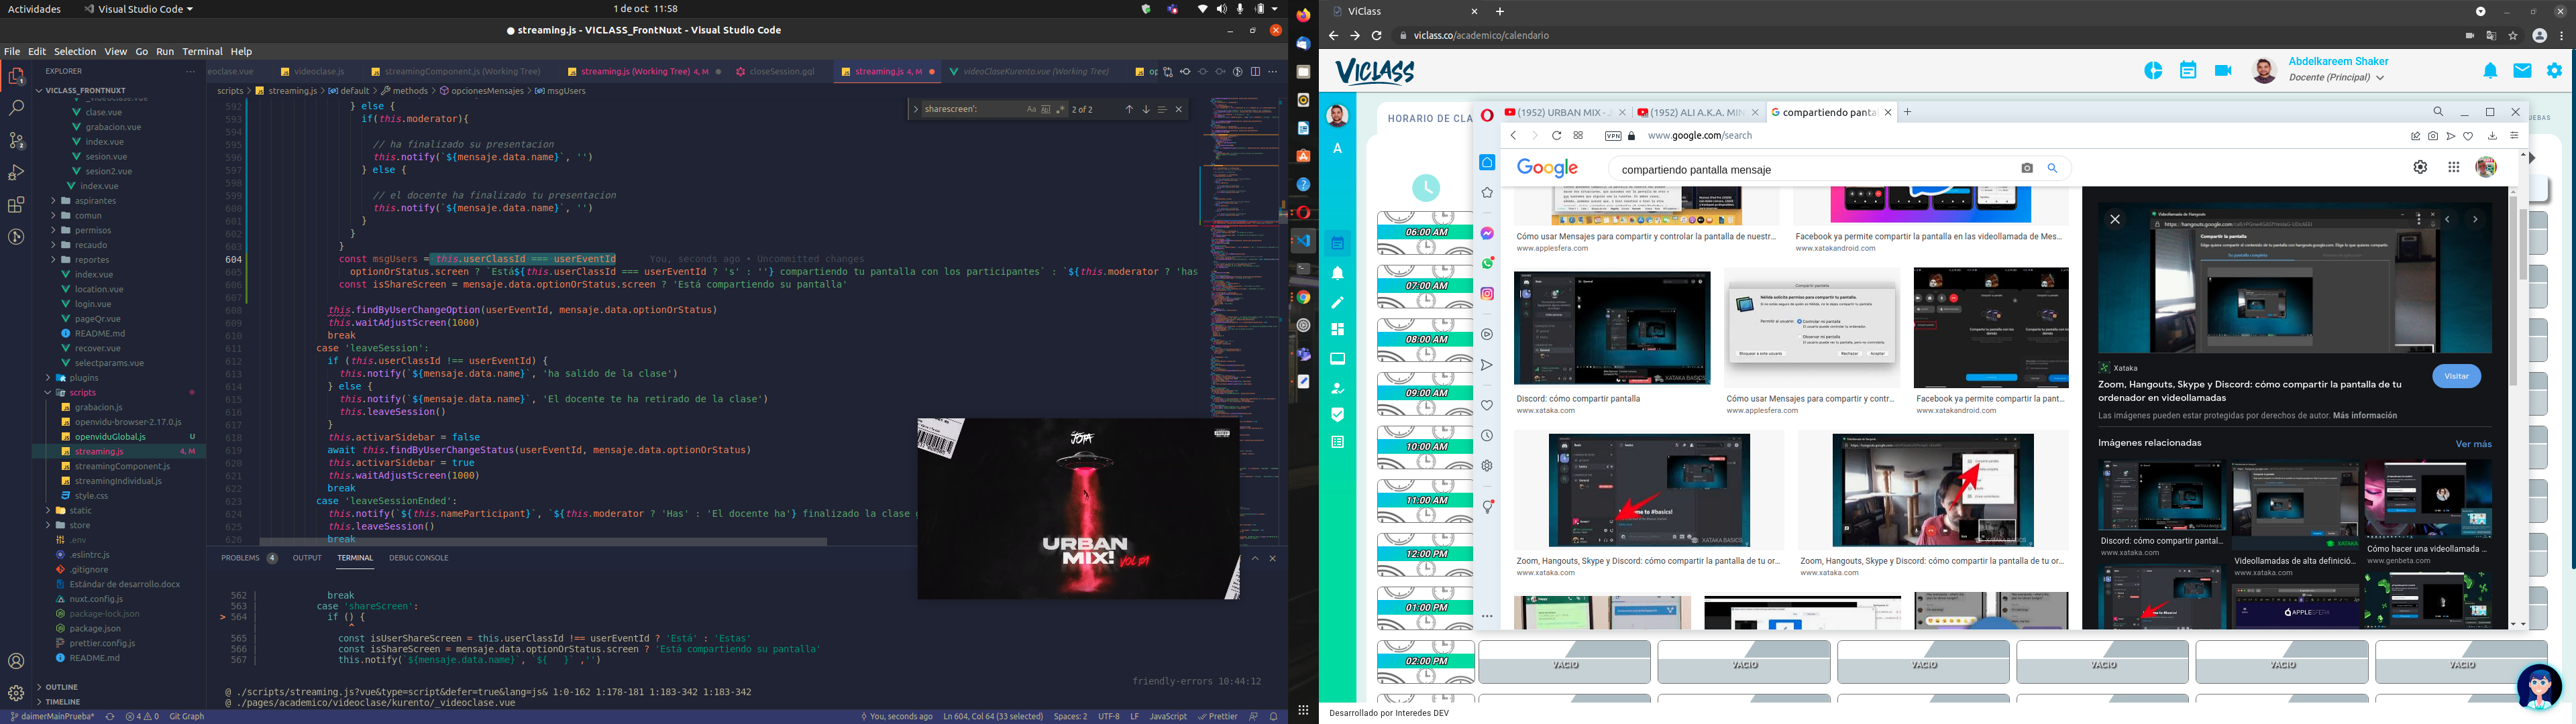 Actividades
Visual Studio Code
1 de oct 11:58
streaming.js - VICLASS_FrontNuxt - Visual Studio Code
File Edit Selection View Go Run Terminal Help
EXPLORER
VICLASS_FRONTNUXT
_videoClase.vue
clase.vue
grabacion.vue
index.vue
sesion.vue
sesion2.vue
index.vue
aspirantes
comun
permisos
recaudo
reportes
index.vue
location.vue
login.vue
pageQr.vue
README.md
recover.vue
selectparams.vue
plugins
scripts
grabacion.js
openvidu-browser-2.17.0.js
openviduGlobal.js U
streaming.js 4, M
streamingComponent.js
streamingIndividual.js
style.css
static
store
.env
.eslintrc.js
.gitignore
Estándar de desarrollo.docx
nuxt.config.js
package-lock.json
package.json
prettier.config.js
README.md
OUTLINE
TIMELINE
eoclase.vue
videoclase.js
streamingComponent.js (Working Tree)
streaming.js (Working Tree) 4, M
closeSession.gql
streaming.js 4, M
videoClaseKurento.vue (Working Tree)
scripts > streaming.js > default > methods > opcionesMensajes > msgUsers
sharescreen':
2 of 2
592 } else {
593 if(this.moderator){
594
595 // ha finalizado su presentacion
596 this.notify(`${mensaje.data.name}`, '')
597 } else {
598
599 // el docente ha finalizado tu presentacion
600 this.notify(`${mensaje.data.name}`, '')
601 }
602 }
603 }
604 const msgUsers = this.userClassId === userEventId You, seconds ago • Uncommitted changes
605 optionOrStatus.screen ? `Está${this.userClassId === userEventId ? 's' : ''} compartiendo tu pantalla con los participantes` : `${this.moderator ? 'has
606 const isShareScreen = mensaje.data.optionOrStatus.screen ? 'Está compartiendo su pantalla'
607
608 this.findByUserChangeOption(userEventId, mensaje.data.optionOrStatus)
609 this.waitAdjustScreen(1000)
610 break
611 case 'leaveSession':
612 if (this.userClassId !== userEventId) {
613 this.notify(`${mensaje.data.name}`, 'ha salido de la clase')
614 } else {
615 this.notify(`${mensaje.data.name}`, 'El docente te ha retirado de la clase')
616 this.leaveSession()
617 }
618 this.activarSidebar = false
619 await this.findByUserChangeStatus(userEventId, mensaje.data.optionOrStatus)
620 this.activarSidebar = true
621 this.waitAdjustScreen(1000)
622 break
623 case 'leaveSessionEnded':
624 this.notify(`${this.nameParticipant}`, `${this.moderator ? 'Has' : 'El docente ha'} finalizado la clase
625 this.leaveSession()
626 break
PROBLEMS 4 OUTPUT TERMINAL DEBUG CONSOLE
562 | break
563 | case 'shareScreen':
> 564 | if () {
| ^
565 | const isUserShareScreen = this.userClassId !== userEventId ? 'Está' : 'Estas'
566 | const isShareScreen = mensaje.data.optionOrStatus.screen ? 'Está compartiendo su pantalla'
567 | this.notify(`${mensaje.data.name}`, `${ }` ,'')
friendly-errors 10:44:12
@ ./scripts/streaming.js?vue&type=script&defer=true&lang=js& 1:0-162 1:178-181 1:183-342 1:183-342
@ ./pages/academico/videoclase/kurento/_videoclase.vue
daimerMainPrueba*
4 0
Git Graph
You, seconds ago
Ln 604, Col 64 (33 selected)
Spaces: 2
UTF-8
LF
JavaScript
Prettier
JOTA
URBAN
MIX!
VOL 01
ViClass
viclass.co/academico/calendario
VICLASS
Abdelkareem Shaker
Docente (Principal)
HORARIO DE CLA
A
06:00 AM
07:00 AM
08:00 AM
09:00 AM
10:00 AM
11:00 AM
12:00 PM
01:00 PM
02:00 PM
VACIO VACIO VACIO VACIO VACIO VACIO
Desarrollado por Interedes DEV
(1952) URBAN MIX -
(1952) ALI A.K.A. MIN
compartiendo panta
VPN
www.google.com/search
Google
compartiendo pantalla mensaje
Cómo usar Mensajes para compartir y controlar la pantalla de nuestr...
www.applesfera.com
Facebook ya permite compartir la pantalla en las videollamada de Mes...
www.xatakandroid.com
Discord: cómo compartir pantalla
www.xataka.com
Cómo usar Mensajes para compartir y contr...
www.applesfera.com
Facebook ya permite compartir la pant...
www.xatakandroid.com
Zoom, Hangouts, Skype y Discord: cómo compartir la pantalla de tu or...
www.xataka.com
Zoom, Hangouts, Skype y Discord: cómo compartir la pantalla de tu or...
www.xataka.com
Xataka
Zoom, Hangouts, Skype y Discord: cómo compartir la pantalla de tu
ordenador en videollamadas
Visitar
Las imágenes pueden estar protegidas por derechos de autor. Más información
Imágenes relacionadas
Ver más
Discord: cómo compartir pantal...
www.xataka.com
Videollamadas de alta definició...
www.xataka.com
Cómo hacer una videollamada ...
www.genbeta.com
APPLESFERA